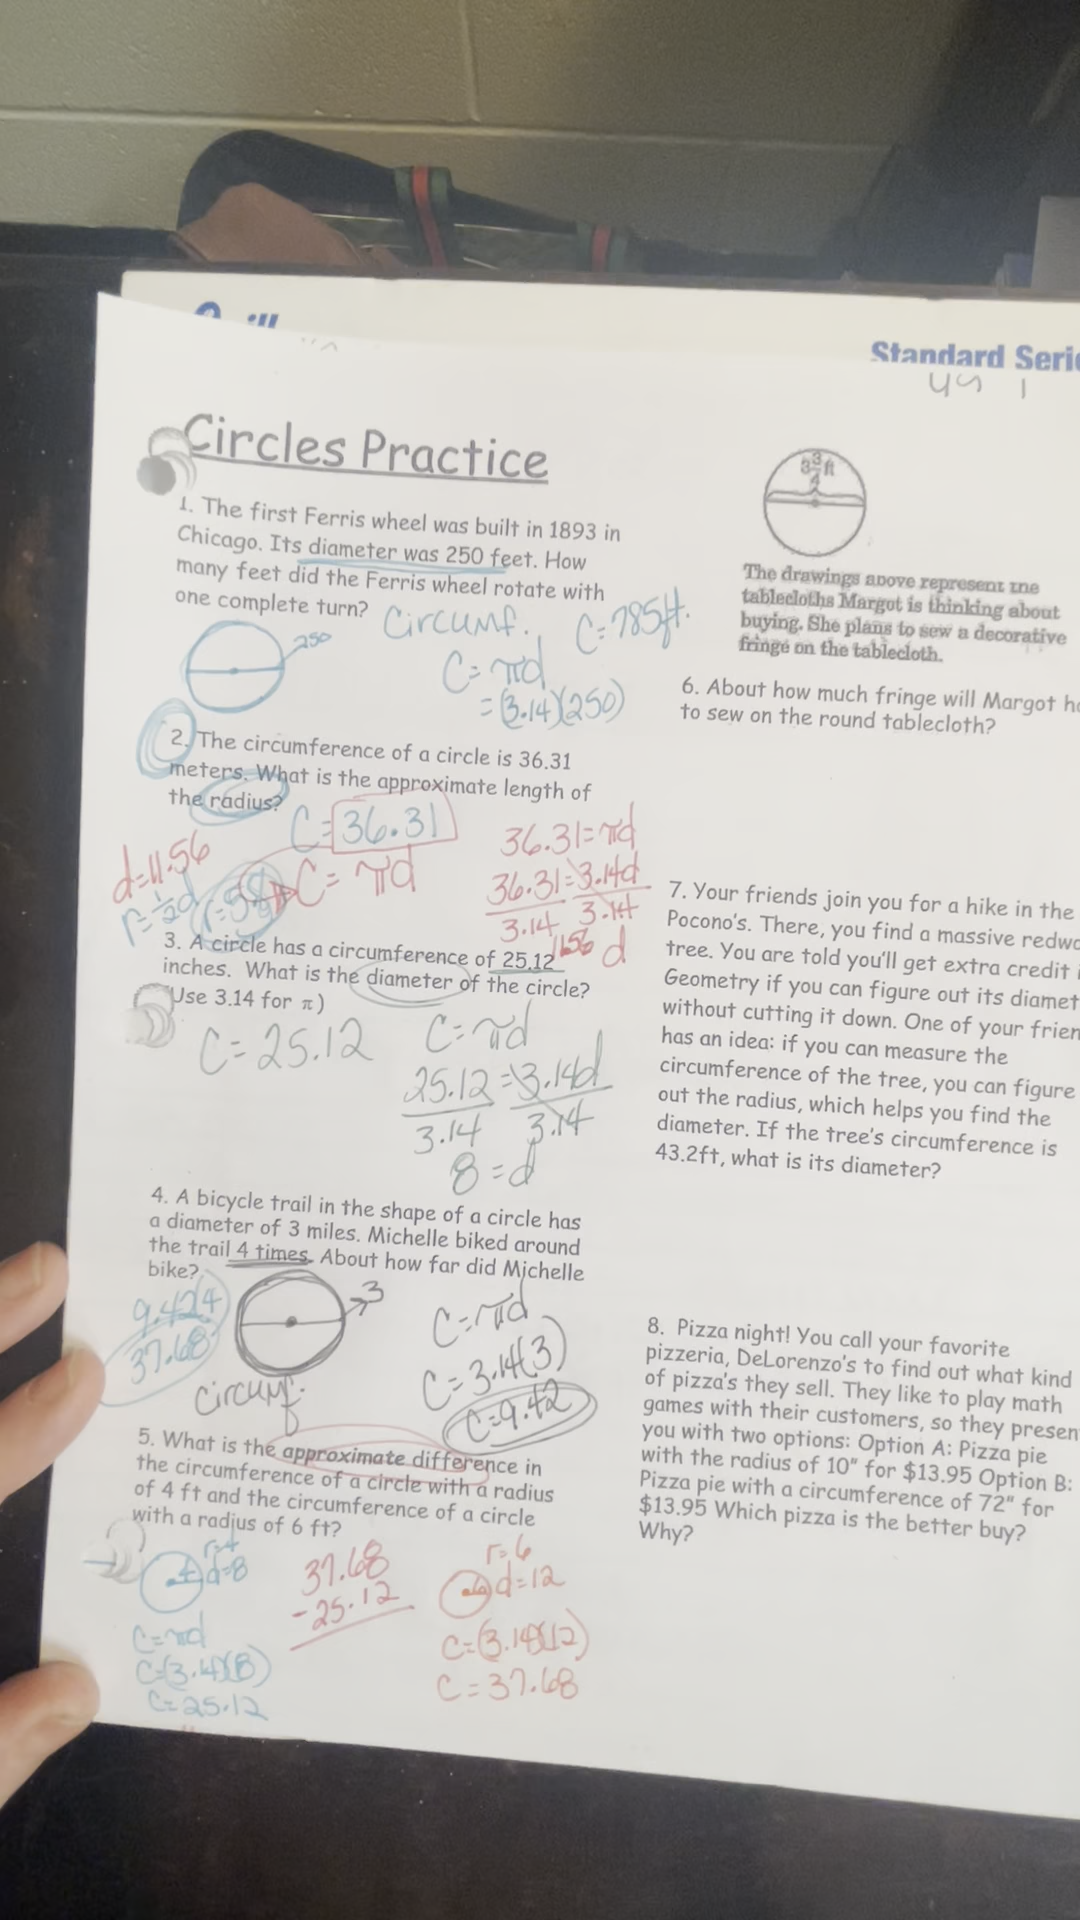 Standard
Circles Practice
1. The first Ferris wheel was built in 1893 in
Chicago. Its diameter was 250 feet. How
many feet did the Ferris wheel rotate with
one complete turn?
Circumf.
C=785ft.
250
C=πd
=(3.14)(250)
2. The circumference of a circle is 36.31
meters. What is the approximate length of
the radius?
C=36.31
36.31=πd
d=11.56
C=πd
36.31=3.14d
r=½d
3.14 3.14
11.56 d
3. A circle has a circumference of 25.12
inches. What is the diameter of the circle?
Use 3.14 for π)
C=25.12
C=πd
25.12=3.14d
3.14 3.14
8=d
4. A bicycle trail in the shape of a circle has
a diameter of 3 miles. Michelle biked around
the trail 4 times. About how far did Michelle
bike?
3
37.68
C=πd
C=3.14(3)
Circumf.
C=9.42
5. What is the approximate difference in
the circumference of a circle with a radius
of 4 ft and the circumference of a circle
with a radius of 6 ft?
r=4
d=8
37.68
-25.12
r=6
d=12
C=πd
C=(3.14)(8)
C=25.12
C=(3.14)(12)
C=37.68
3 3/4 ft
The drawings above represent the
tablecloths Margot is thinking about
buying. She plans to sew a decorative
fringe on the tablecloth.
6. About how much fringe will Margot
to sew on the round tablecloth?
7. Your friends join you for a hike in the
Pocono's. There, you find a massive
tree. You are told you'll get extra credit
Geometry if you can figure out its
without cutting it down. One of your
has an idea: if you can measure the
circumference of the tree, you can figure
out the radius, which helps you find the
diameter. If the tree's circumference is
43.2ft, what is its diameter?
8. Pizza night! You call your favorite
pizzeria, DeLorenzo's to find out what kind
of pizza's they sell. They like to play math
games with their customers, so they presen
you with two options: Option A: Pizza pie
with the radius of 10" for $13.95 Option B:
Pizza pie with a circumference of 72" for
$13.95 Which pizza is the better buy?
Why?